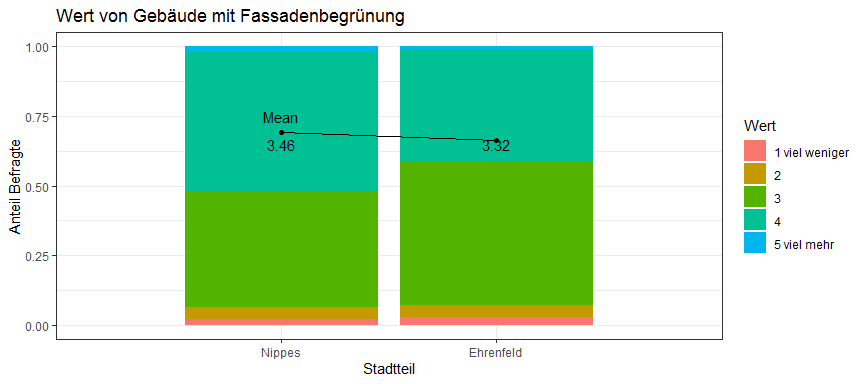 Wert von Gebäude mit Fassadenbegrünung
Anteil Befragte
1.00
0.75
0.50
0.25
0.00
Mean
3.46
3.32
Nippes
Ehrenfeld
Stadtteil
Wert
1 viel weniger
2
3
4
5 viel mehr